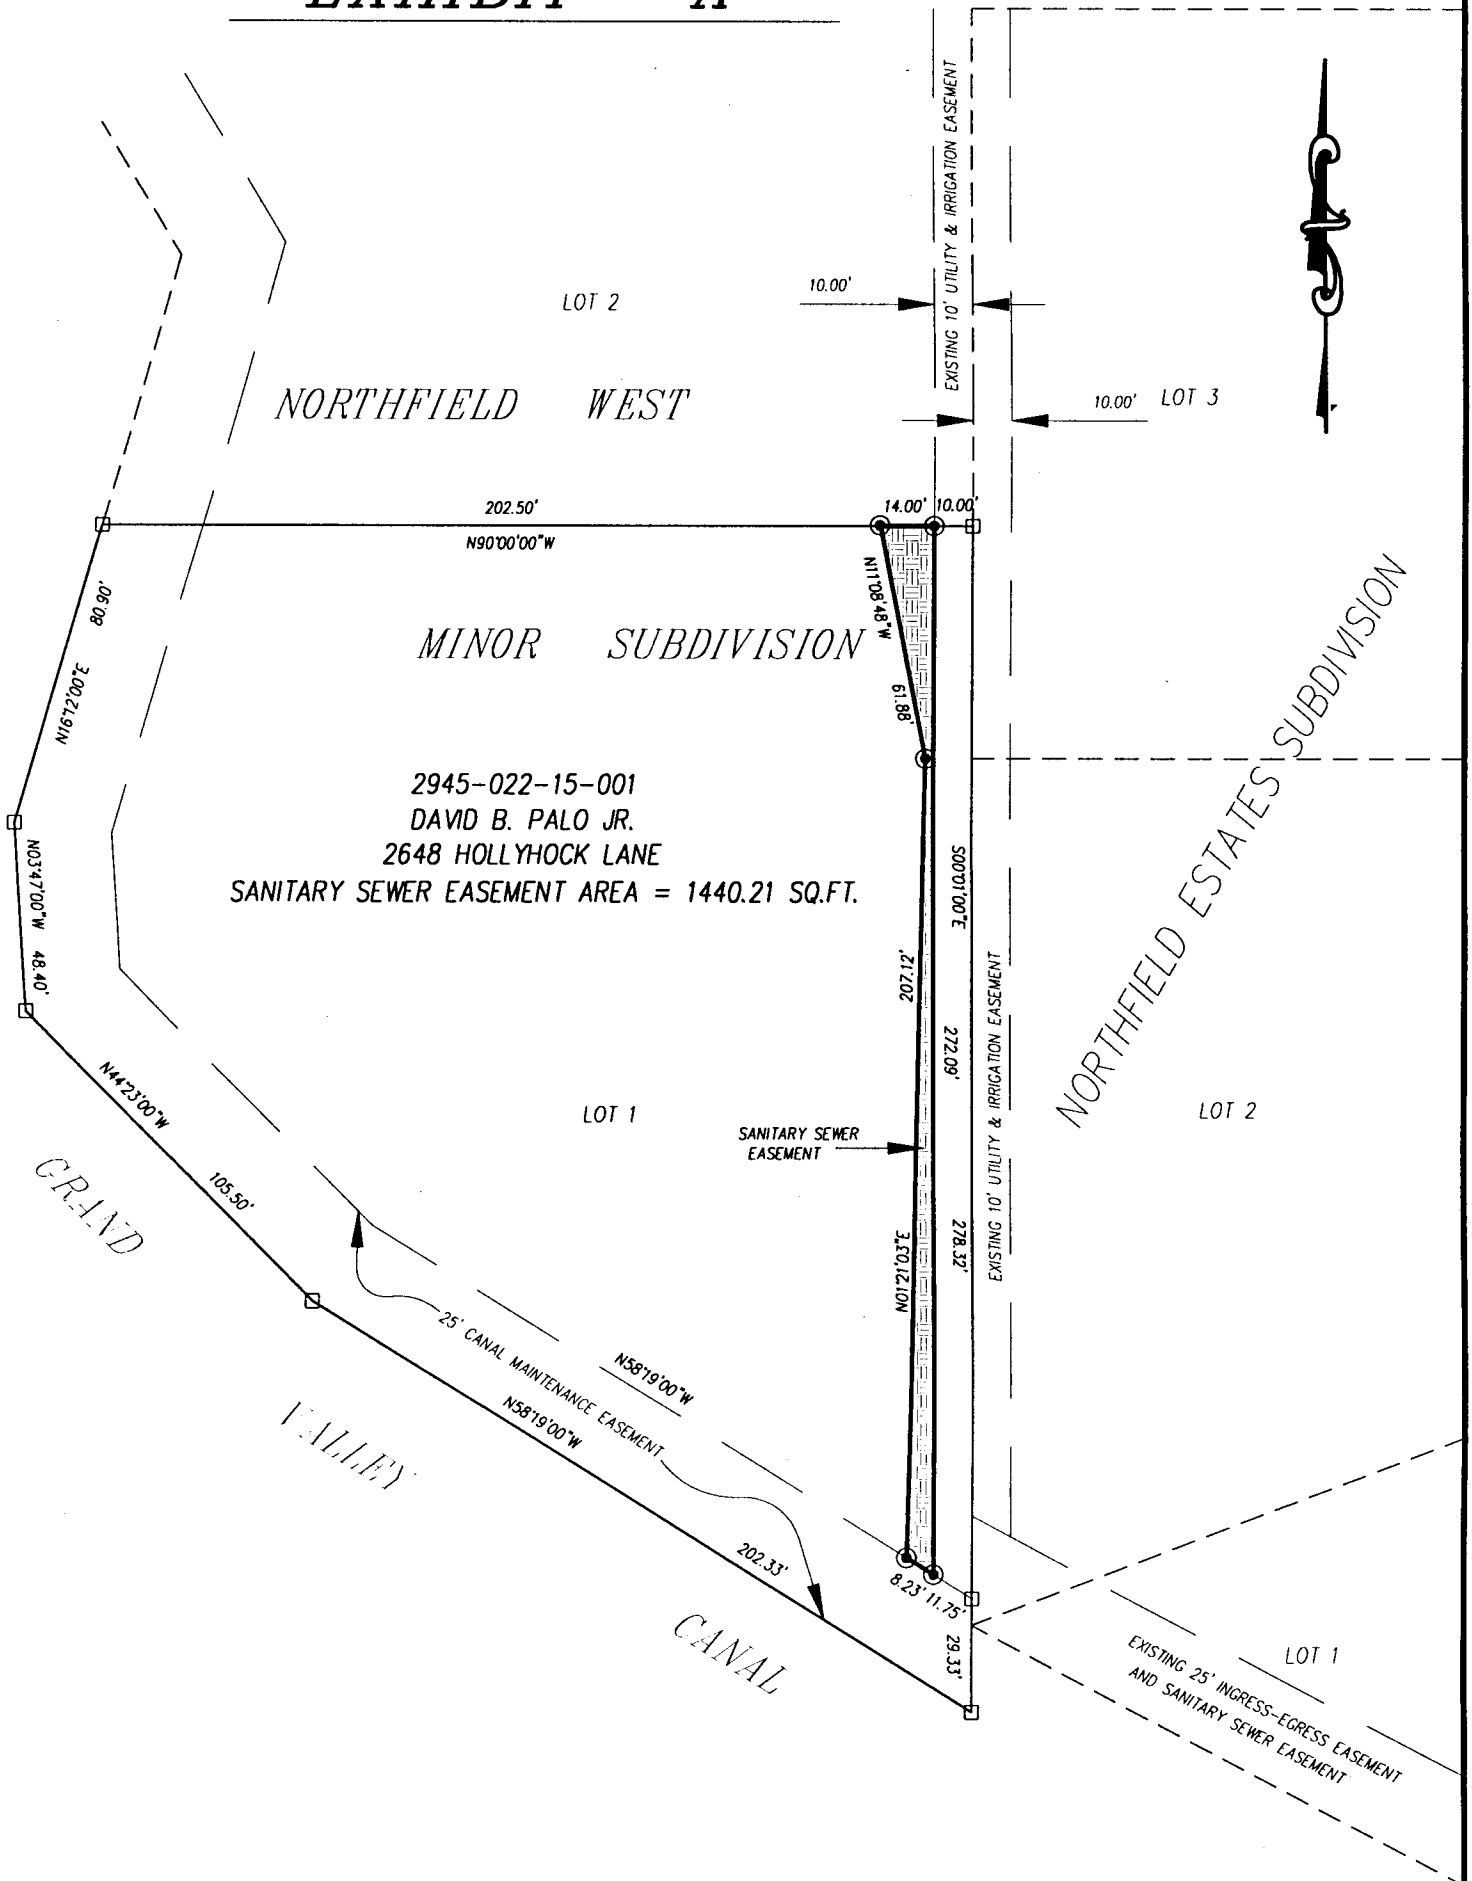 EXHIBIT "A"
EXISTING 10' UTILITY & IRRIGATION EASEMENT
10.00'
LOT 2
NORTHFIELD WEST
10.00'
LOT 3
202.50'
N90°00'00"W
14.00'
10.00'
N11°08'48"W
61.88'
80.90'
N16°27'00"E
MINOR SUBDIVISION
NORTHFIELD ESTATES SUBDIVISION
2945-022-15-001
DAVID B. PALO JR.
2648 HOLLYHOCK LANE
SANITARY SEWER EASEMENT AREA = 1440.21 SQ.FT.
N03°47'00"W 48.40'
S00°01'00"E
207.12'
272.09'
EXISTING 10' UTILITY & IRRIGATION EASEMENT
N44°23'00"W
105.50'
LOT 1
LOT 2
SANITARY SEWER
EASEMENT
278.32'
N01°21'03"E
GRAND
VALLEY
CANAL
25' CANAL MAINTENANCE EASEMENT
N58°19'00"W
N58°19'00"W
202.33'
8.23'
11.75'
29.33'
LOT 1
EXISTING 25' INGRESS-EGRESS EASEMENT
AND SANITARY SEWER EASEMENT